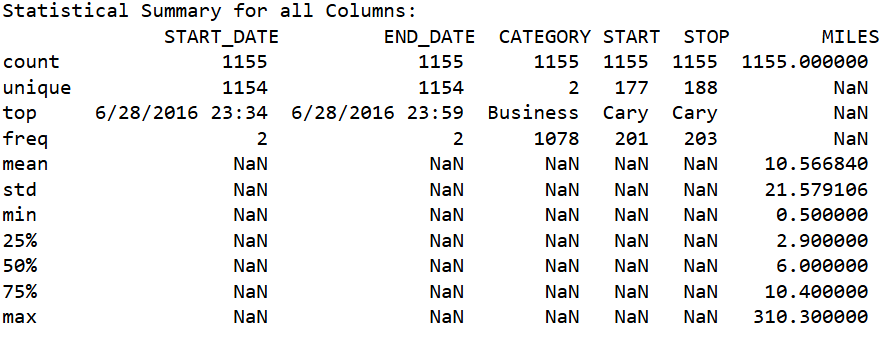 Statistical Summary for all Columns:
START_DATE END_DATE CATEGORY START STOP MILES
count 1155 1155 1155 1155 1155 1155.000000
unique 1154 1154 2 177 188 NaN
top 6/28/2016 23:34 6/28/2016 23:59 Business Cary Cary NaN
freq 2 2 1078 201 203 NaN
mean NaN NaN NaN NaN NaN 10.566840
std NaN NaN NaN NaN NaN 21.579106
min NaN NaN NaN NaN NaN 0.500000
25% NaN NaN NaN NaN NaN 2.900000
50% NaN NaN NaN NaN NaN 6.000000
75% NaN NaN NaN NaN NaN 10.400000
max NaN NaN NaN NaN NaN 310.300000